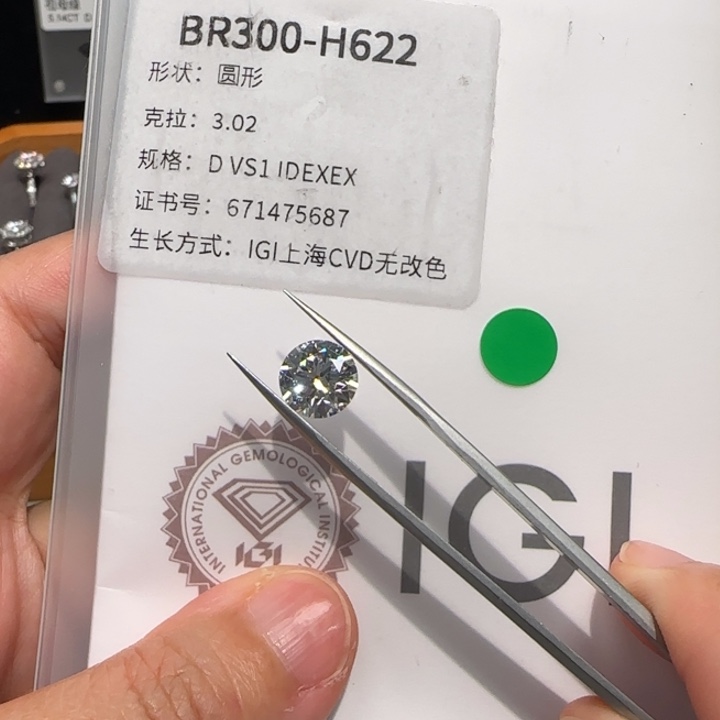 BR300-H622
形状：圆形
克拉：3.02
规格：D VS1 IDEXEX
证书号：671475687
生长方式：IGI上海CVD无改色
INTERNATIONAL GEMOLOGICAL INSTITU
IGI
IGI